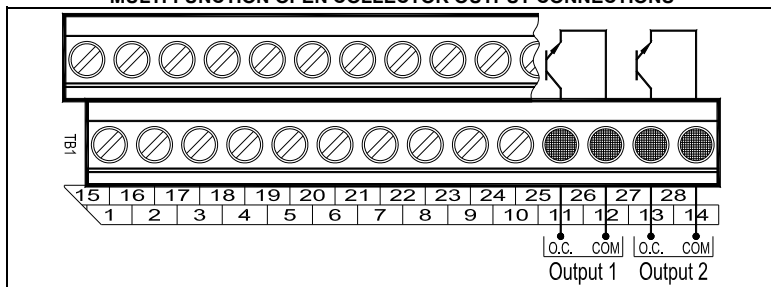 MULTI FUNCTION OPEN COLLECTOR OUTPUT CONNECTIONS
TB1
15 16 17 18 19 20 21 22 23 24 25 26 27 28
1 2 3 4 5 6 7 8 9 10 11 12 13 14
O.C. COM O.C. COM
Output 1 Output 2